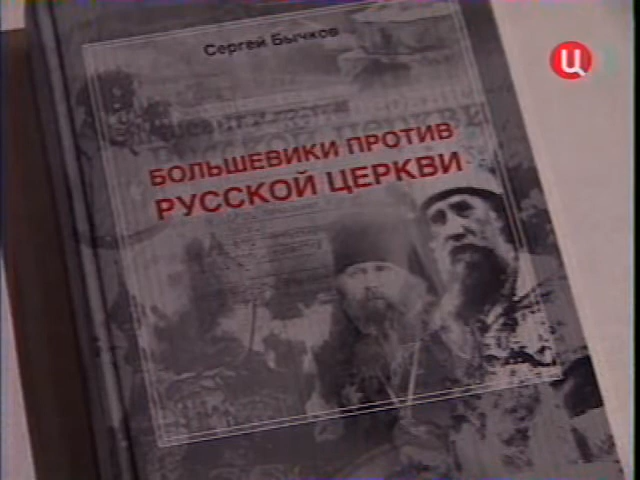 Сергей Бычков
Ц
БОЛЬШЕВИКИ ПРОТИВ
РУССКОЙ ЦЕРКВИ